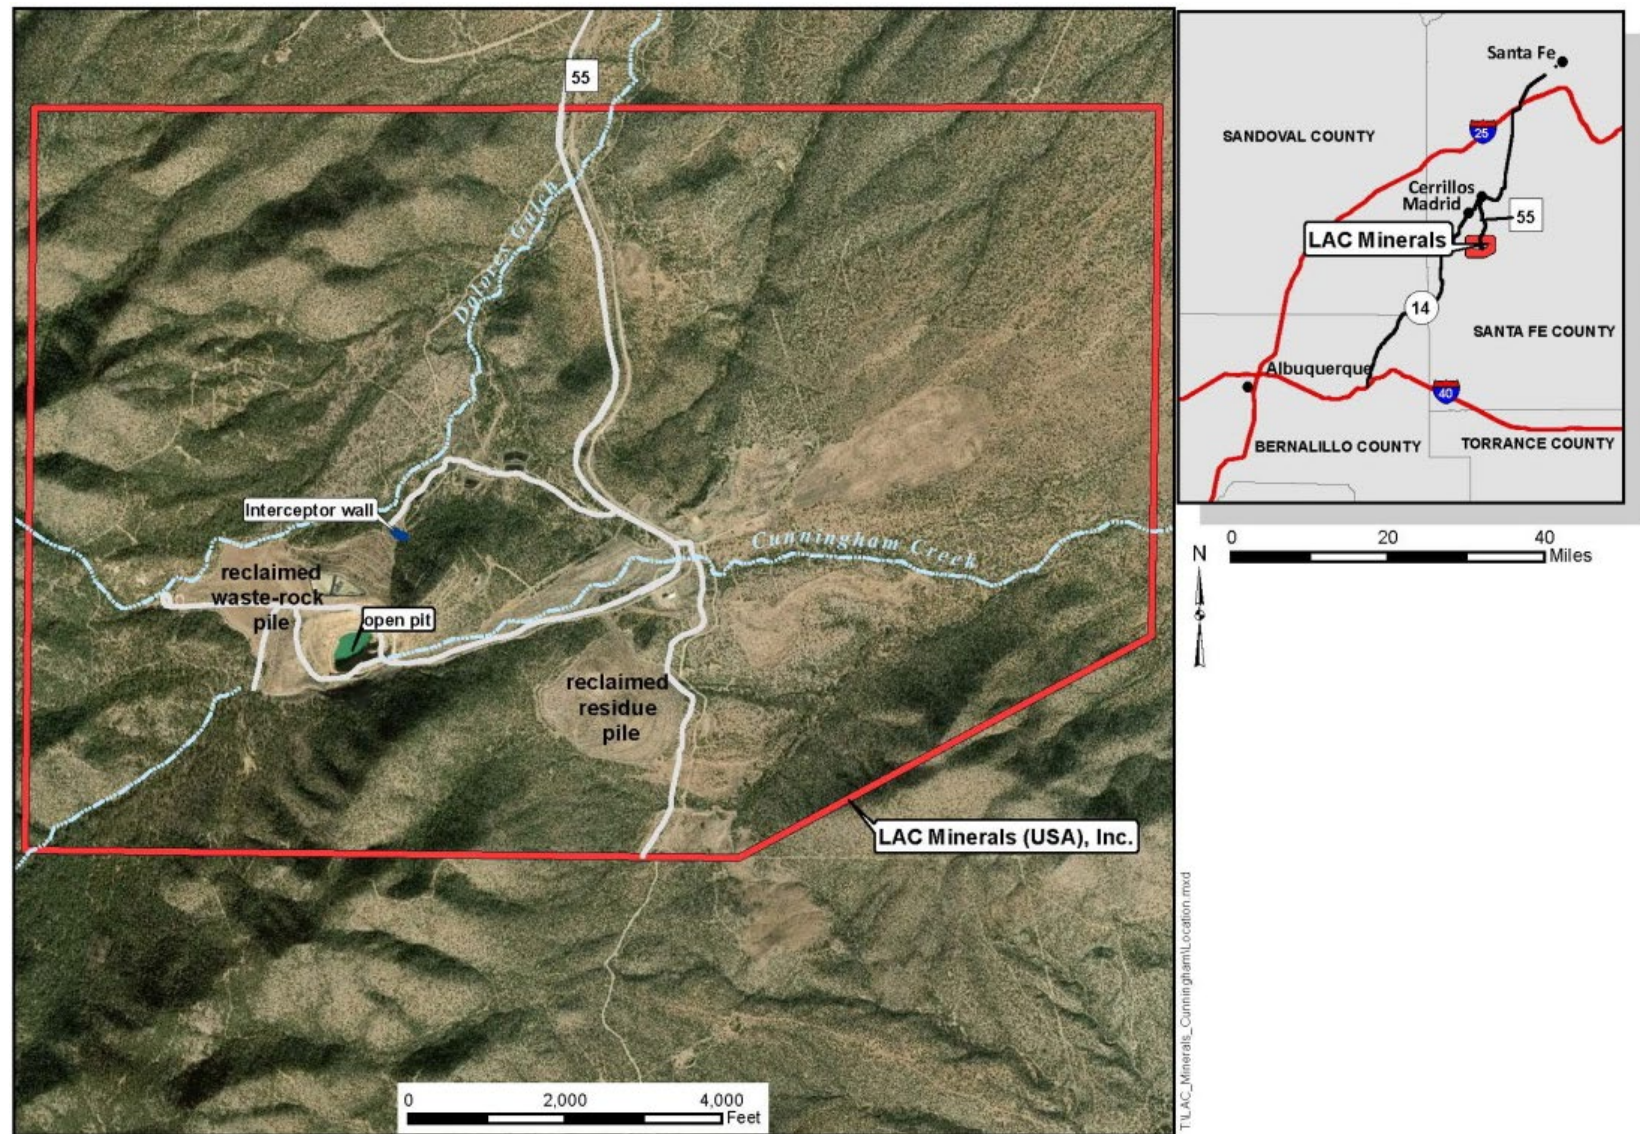 55
Dolores Gulch
Interceptor wall
Cunningham Creek
reclaimed
waste-rock
pile
open pit
reclaimed
residue
pile
LAC Minerals (USA), Inc.
0 2,000 4,000
Feet
Santa Fe
SANDOVAL COUNTY
25
Cerrillos
Madrid
55
LAC Minerals
14
SANTA FE COUNTY
Albuquerque
40
BERNALILLO COUNTY
TORRANCE COUNTY
0 20 40
Miles
N
T:\LAC_Minerals_Cunningham\Location.mxd